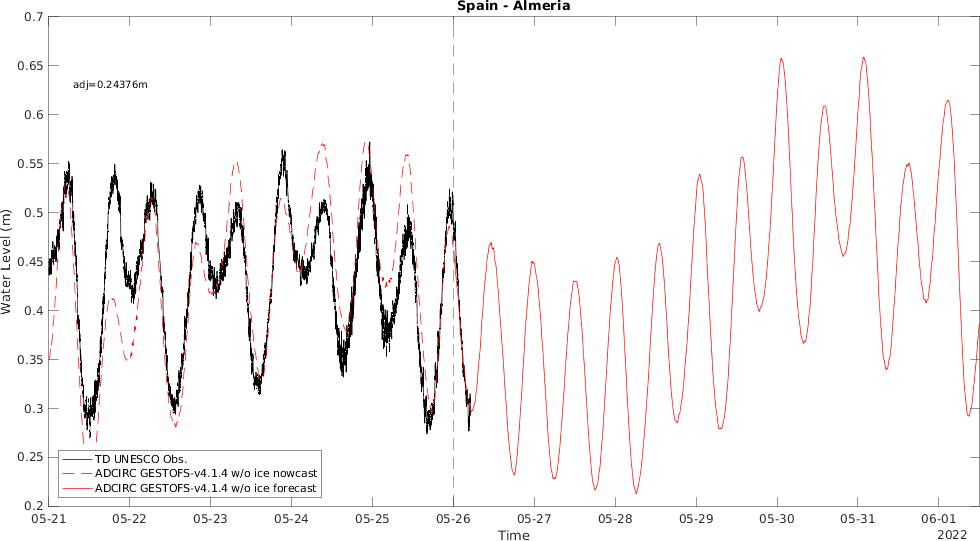 Spain - Almeria
0.7
0.65
0.6
0.55
0.5
0.45
0.4
0.35
0.3
0.25
0.2
Water Level (m)
adj=0.24376m
TD UNESCO Obs.
ADCIRC GESTOFS-v4.1.4 w/o ice nowcast
ADCIRC GESTOFS-v4.1.4 w/o ice forecast
05-21 05-22 05-23 05-24 05-25 05-26 05-27 05-28 05-29 05-30 05-31 06-01
Time
2022